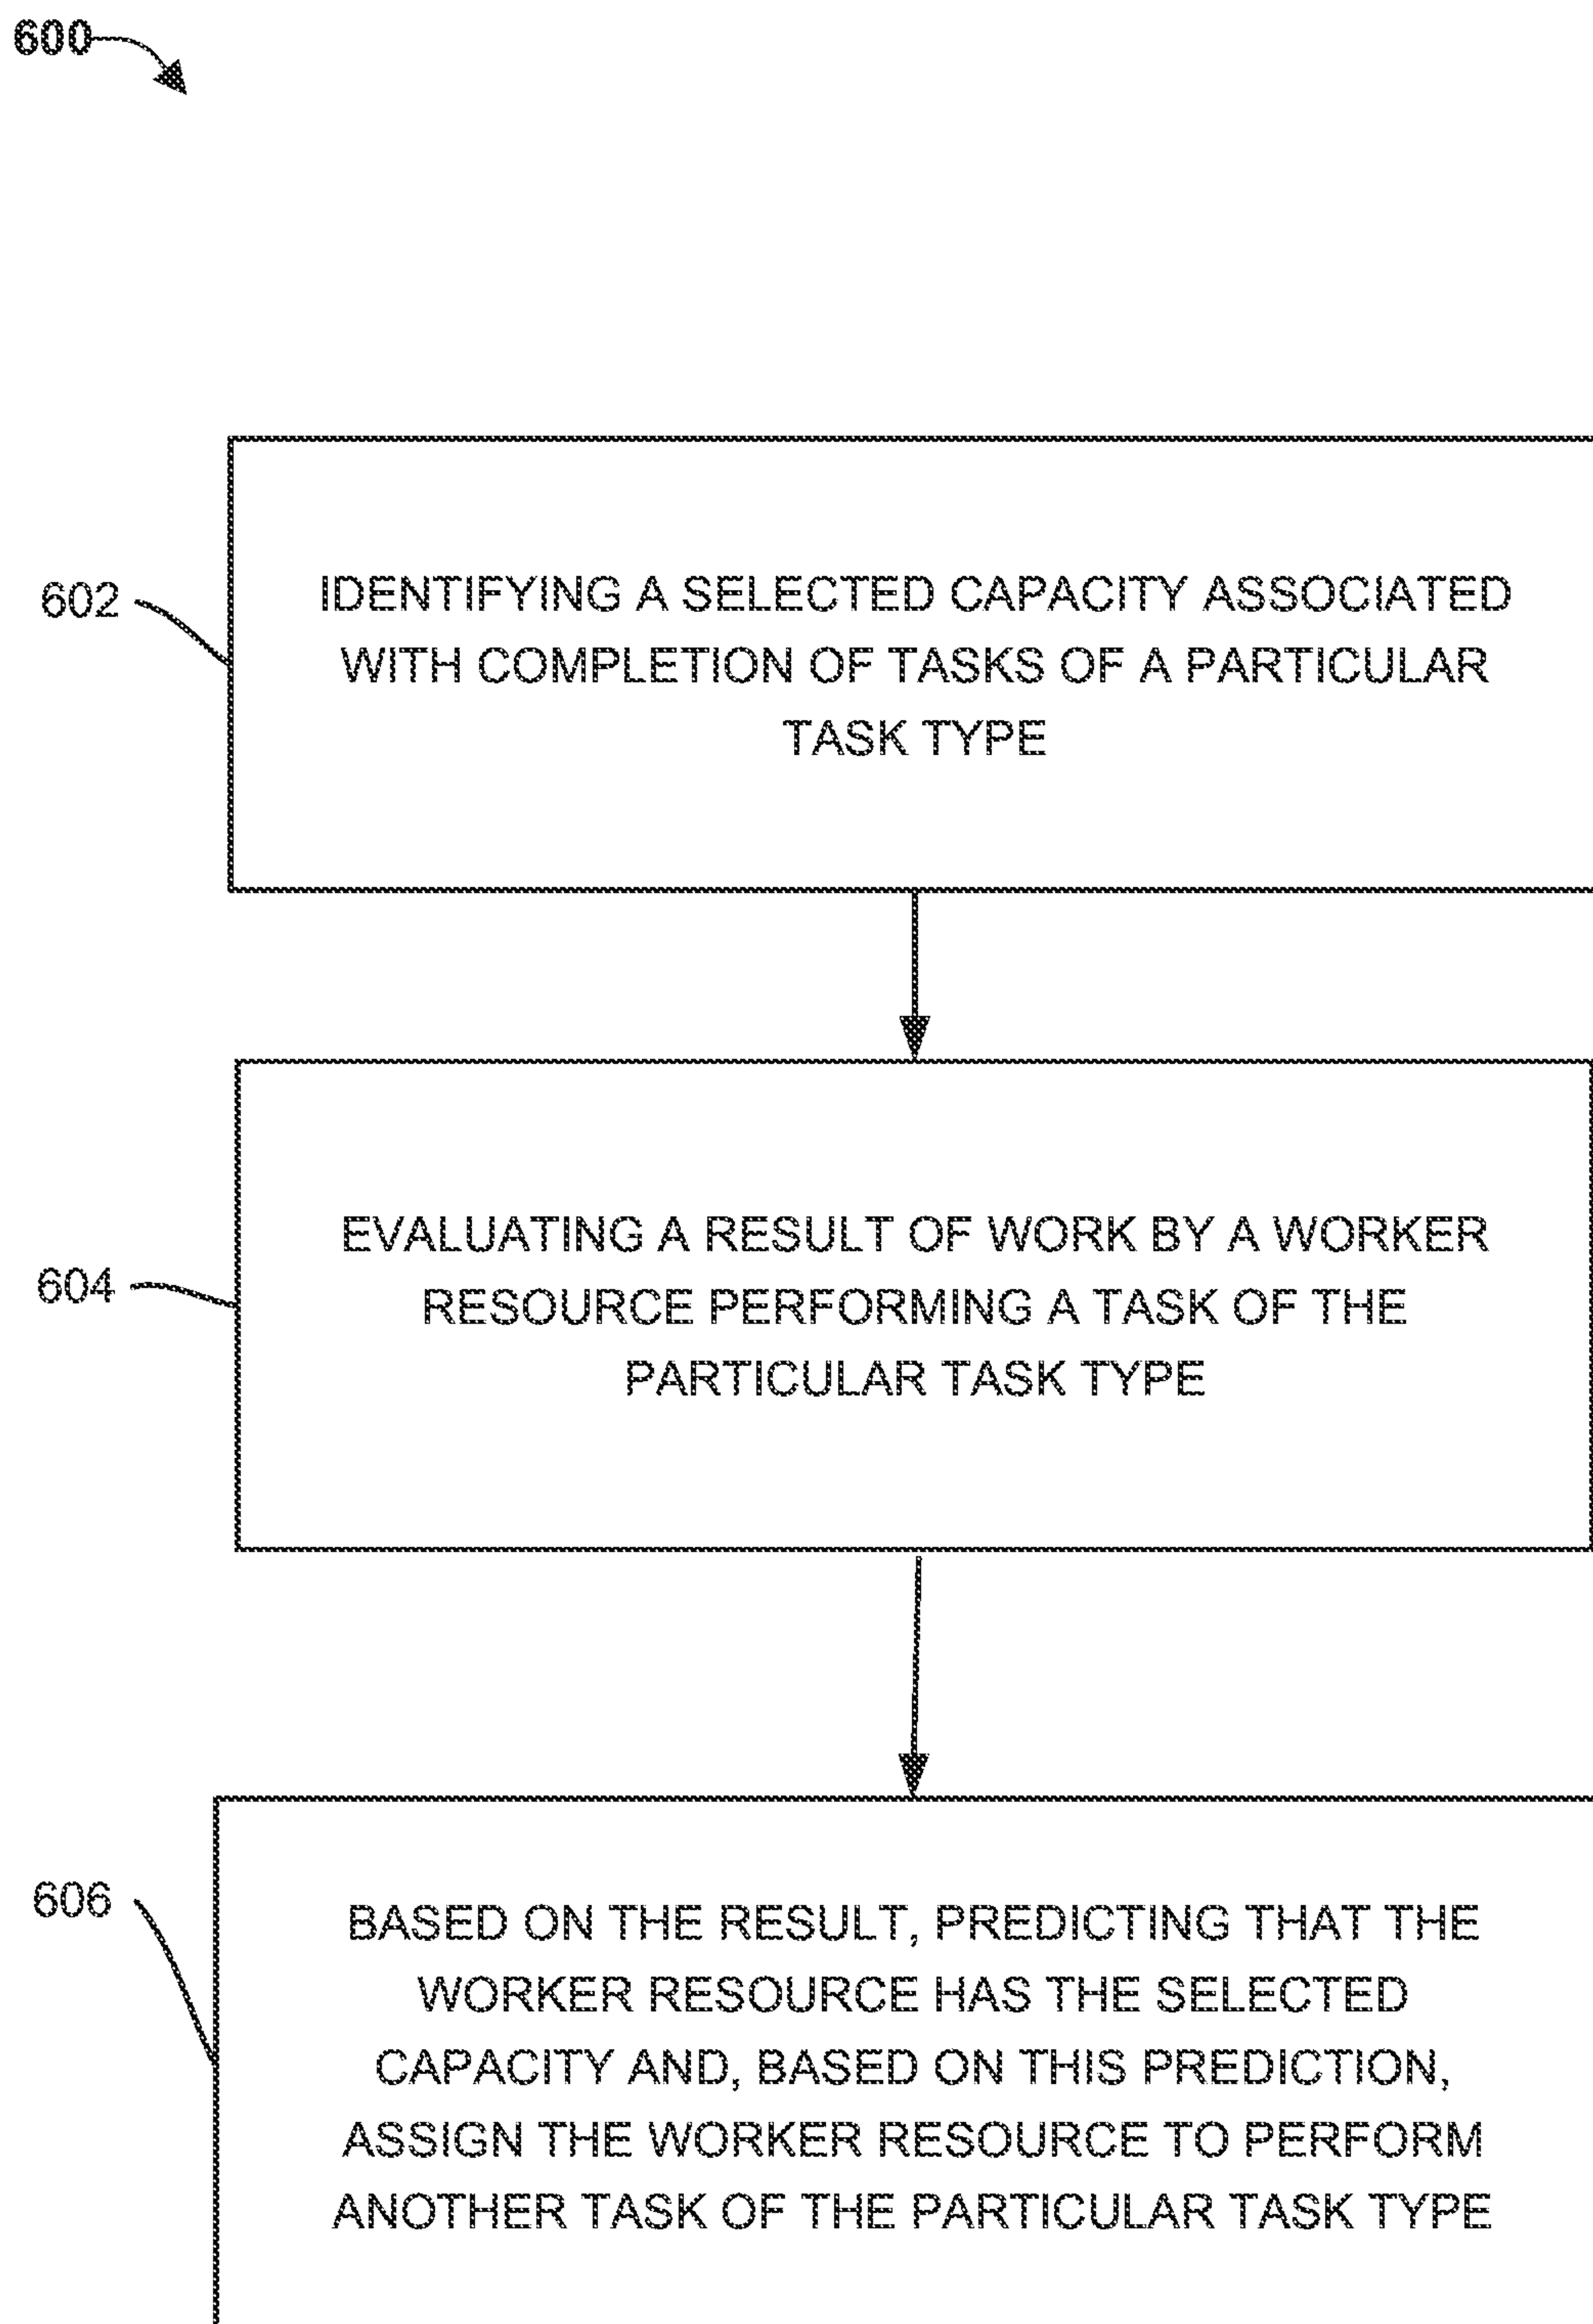 600
602
IDENTIFYING A SELECTED CAPACITY ASSOCIATED
WITH COMPLETION OF TASKS OF A PARTICULAR
TASK TYPE
604
EVALUATING A RESULT OF WORK BY A WORKER
RESOURCE PERFORMING A TASK OF THE
PARTICULAR TASK TYPE
606
BASED ON THE RESULT, PREDICTING THAT THE
WORKER RESOURCE HAS THE SELECTED
CAPACITY AND, BASED ON THIS PREDICTION,
ASSIGN THE WORKER RESOURCE TO PERFORM
ANOTHER TASK OF THE PARTICULAR TASK TYPE